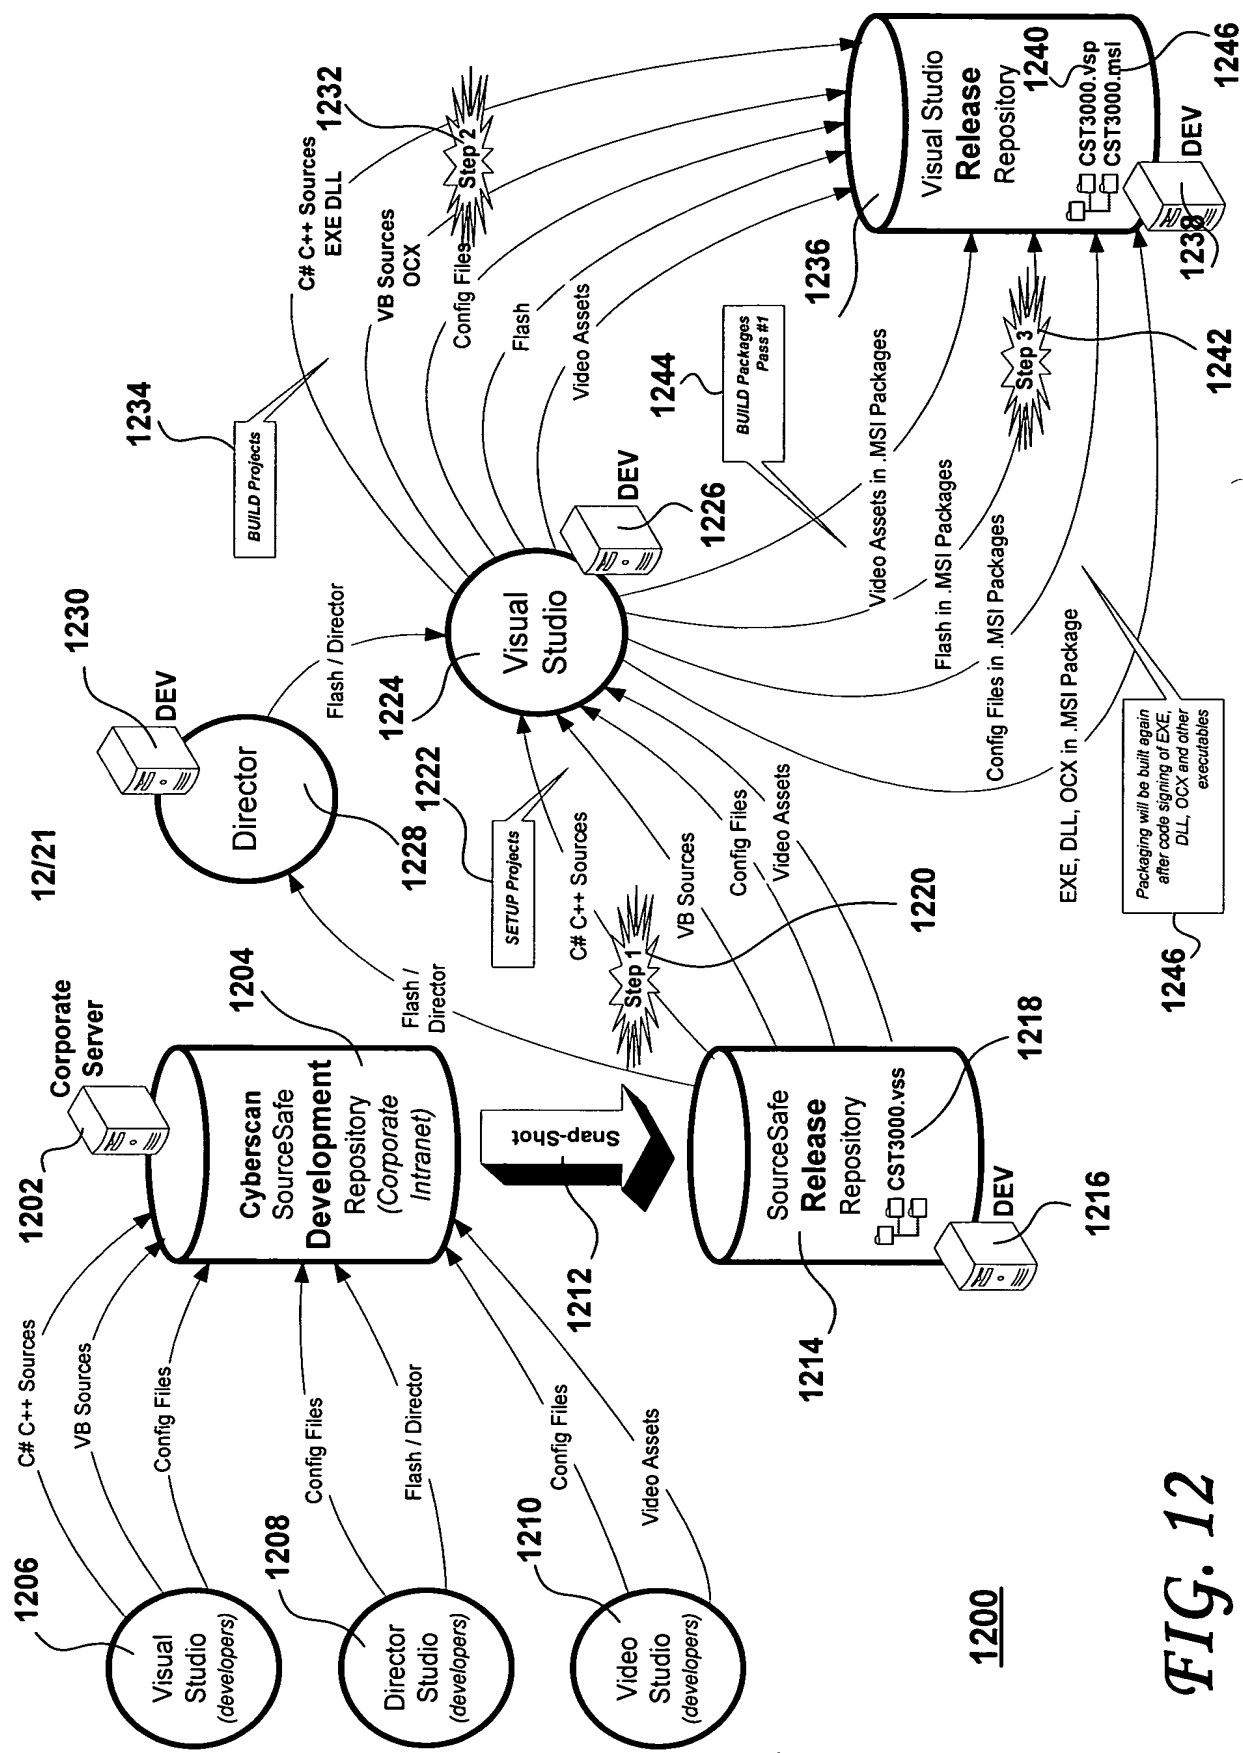 12/21
1202
Corporate
Server
1204
Cyberscan
SourceSafe
Development
Repository
(Corporate
Intranet)
1206
Visual
Studio
(developers)
C# C++ Sources
VB Sources
Config Files
1208
Director
Studio
(developers)
Config Files
Flash / Director
1210
Video
Studio
(developers)
Config Files
Video Assets
1212
Snap-Shot
1214
SourceSafe
Release
Repository
CST3000.vss
1218
DEV
1216
Flash /
Director
Director
1228
DEV
1230
Flash / Director
SETUP Projects
1222
Step 1
1220
C# C++ Sources
VB Sources
Config Files
Video Assets
1224
Visual
Studio
DEV
1226
BUILD Projects
1234
C# C++ Sources
EXE DLL
VB Sources
OCX
Config Files
Flash
Video Assets
Step 2
1232
BUILD Packages
Pass #1
1244
Video Assets in .MSI Packages
Flash in .MSI Packages
Config Files in .MSI Packages
EXE, DLL, OCX in .MSI Package
Step 3
1242
Packaging will be built again
after code signing of EXE,
DLL, OCX and other
executables
1246
1236
Visual Studio
Release
Repository
1240
CST3000.vsp
CST3000.msi
1246
DEV
1238
1200
FIG. 12